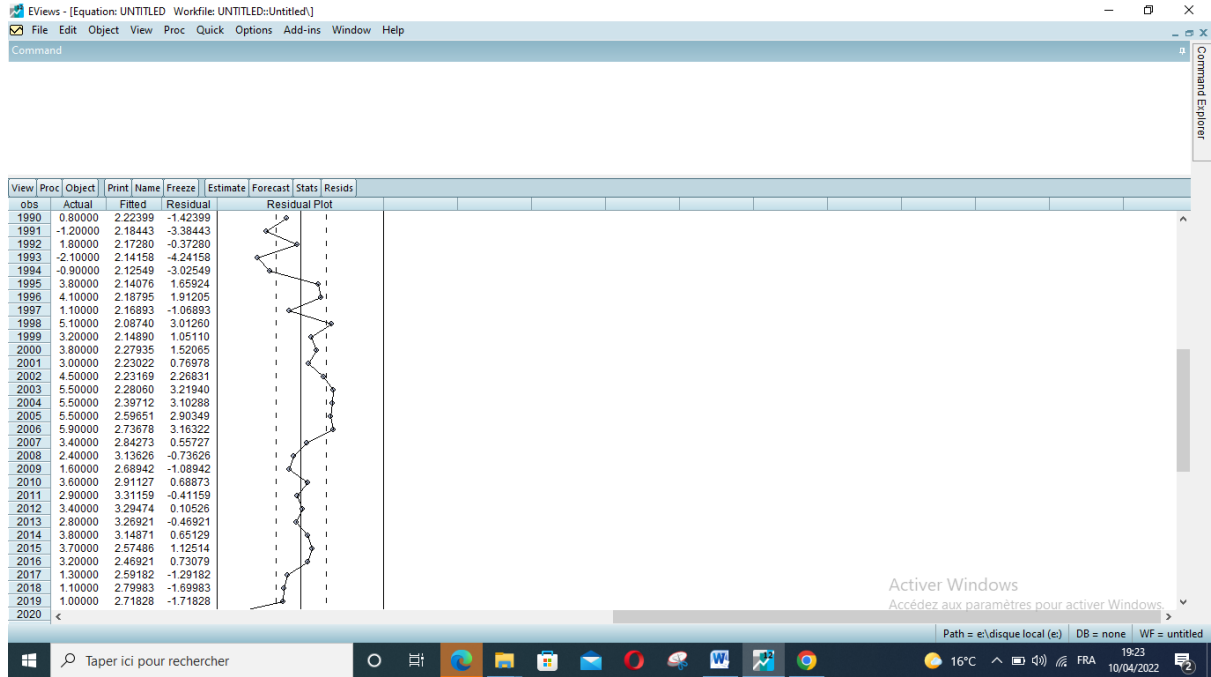 EViews - [Equation: UNTITLED Workfile: UNTITLED::Untitled\]
File Edit Object View Proc Quick Options Add-ins Window Help
Command
Command Explorer
View Proc Object Print Name Freeze Estimate Forecast Stats Resids
obs Actual Fitted Residual Residual Plot
1990 0.80000 2.22399 -1.42399
1991 -1.20000 2.18443 -3.38443
1992 1.80000 2.17280 -0.37280
1993 -2.10000 2.14158 -4.24158
1994 -0.90000 2.12549 -3.02549
1995 3.80000 2.14076 1.65924
1996 4.10000 2.18795 1.91205
1997 1.10000 2.16893 -1.06893
1998 5.10000 2.08740 3.01260
1999 3.20000 2.14890 1.05110
2000 3.80000 2.27935 1.52065
2001 3.00000 2.23022 0.76978
2002 4.50000 2.23169 2.26831
2003 5.50000 2.28060 3.21940
2004 5.50000 2.39712 3.10288
2005 5.50000 2.59651 2.90349
2006 5.90000 2.73678 3.16322
2007 3.40000 2.84273 0.55727
2008 2.40000 3.13626 -0.73626
2009 1.60000 2.68942 -1.08942
2010 3.60000 2.91127 0.68873
2011 2.90000 3.31159 -0.41159
2012 3.40000 3.29474 0.10526
2013 2.80000 3.26921 -0.46921
2014 3.80000 3.14871 0.65129
2015 3.70000 2.57486 1.12514
2016 3.20000 2.46921 0.73079
2017 1.30000 2.59182 -1.29182
2018 1.10000 2.79983 -1.69983
2019 1.00000 2.71828 -1.71828
2020
Activer Windows
Accédez aux paramètres pour activer Windows.
Path = e:\disque local (e:) DB = none WF = untitled
Taper ici pour rechercher
16°C FRA 19:23
10/04/2022
2